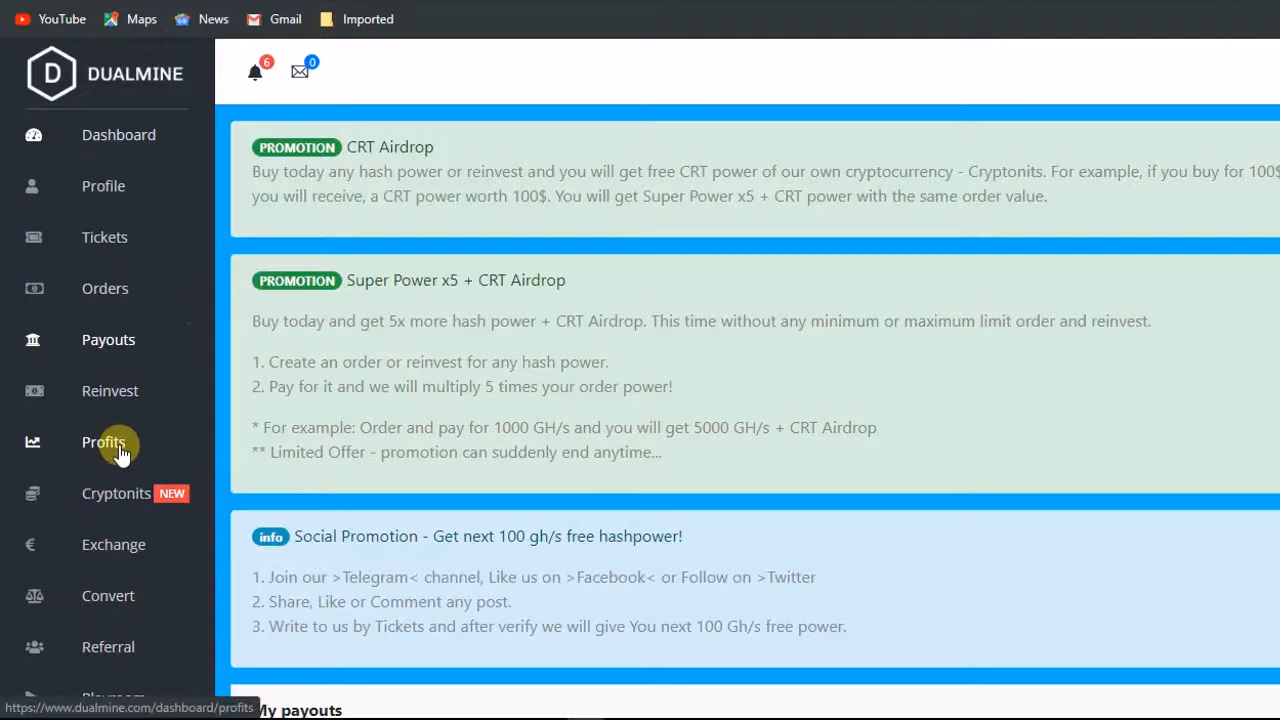 YouTube Maps News Gmail Imported
D DUALMINE
6 0
Dashboard
Profile
Tickets
Orders
Payouts
Reinvest
Profits
Cryptonits NEW
Exchange
Convert
Referral
PROMOTION CRT Airdrop
Buy today any hash power or reinvest and you will get free CRT power of our own cryptocurrency - Cryptonits. For example, if you buy for 100$
you will receive, a CRT power worth 100$. You will get Super Power x5 + CRT power with the same order value.
PROMOTION Super Power x5 + CRT Airdrop
Buy today and get 5x more hash power + CRT Airdrop. This time without any minimum or maximum limit order and reinvest.
1. Create an order or reinvest for any hash power.
2. Pay for it and we will multiply 5 times your order power!
* For example: Order and pay for 1000 GH/s and you will get 5000 GH/s + CRT Airdrop
** Limited Offer - promotion can suddenly end anytime...
info Social Promotion - Get next 100 gh/s free hashpower!
1. Join our >Telegram< channel, Like us on >Facebook< or Follow on >Twitter
2. Share, Like or Comment any post.
3. Write to us by Tickets and after verify we will give You next 100 Gh/s free power.
My payouts
https://www.dualmine.com/dashboard/profits